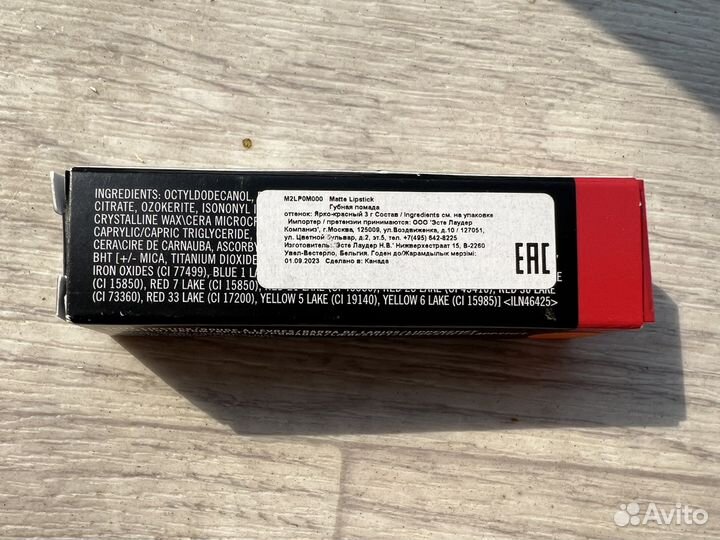 INGREDIENTS: OCTYLDODECANOL,
CITRATE, OZOKERITE, ISONONYL I
CRYSTALLINE WAX\CERA MICROC
CAPRYLIC/CAPRIC TRIGLYCERIDE,
CERA\CIRE DE CARNAUBA, ASCORBY
BHT [+/- MICA, TITANIUM DIOXIDE
IRON OXIDES (CI 77499), BLUE 1 LA
(CI 15850), RED 7 LAKE (CI 15850), RED
(CI 73360), RED 33 LAKE (CI 17200), YELLOW 5 LAKE (CI 19140), YELLOW 6 LAKE (CI 15985)] <ILN46425>
M2LP0M000 Matte Lipstick
Губная помада
оттенок: Ярко-красный 3 г Состав / Ingredients см. на упаковке
Импортер / претензии принимаются: ООО "Эсте Лаудер
Компаниз", г.Москва, 125009, ул.Воздвиженка, д.10 / 127051,
ул. Цветной бульвар, д.2, эт.5, тел. +7(495) 642-8225
Изготовитель: "Эсте Лаудер Н.В." Нижверхестраат 15, B-2260
Увел-Вестерло, Бельгия. Годен до/Жарамдылык мерзімі:
01.09.2023 Сделано в: Канада
EAC
Avito